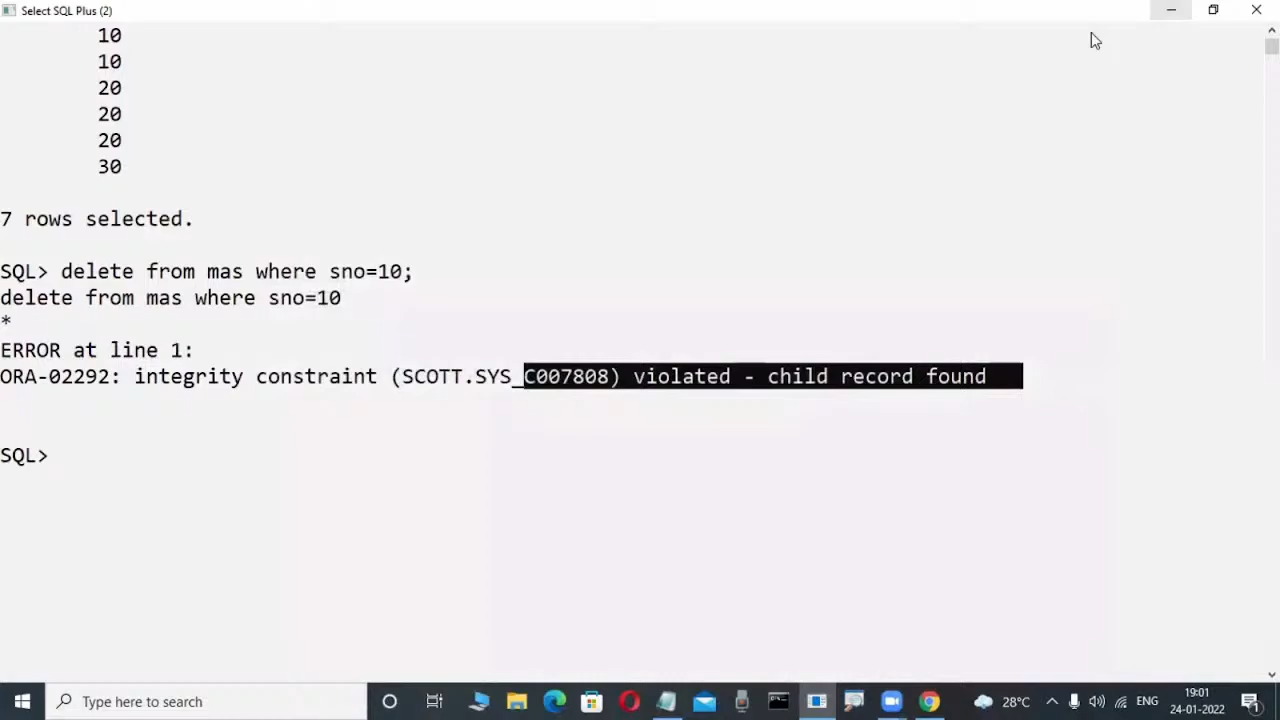 Select SQL Plus (2)
10
10
20
20
20
30
7 rows selected.
SQL> delete from mas where sno=10;
delete from mas where sno=10
*
ERROR at line 1:
ORA-02292: integrity constraint (SCOTT.SYS_C007808) violated - child record found
SQL>
Type here to search
28°C
ENG
19:01
24-01-2022
1